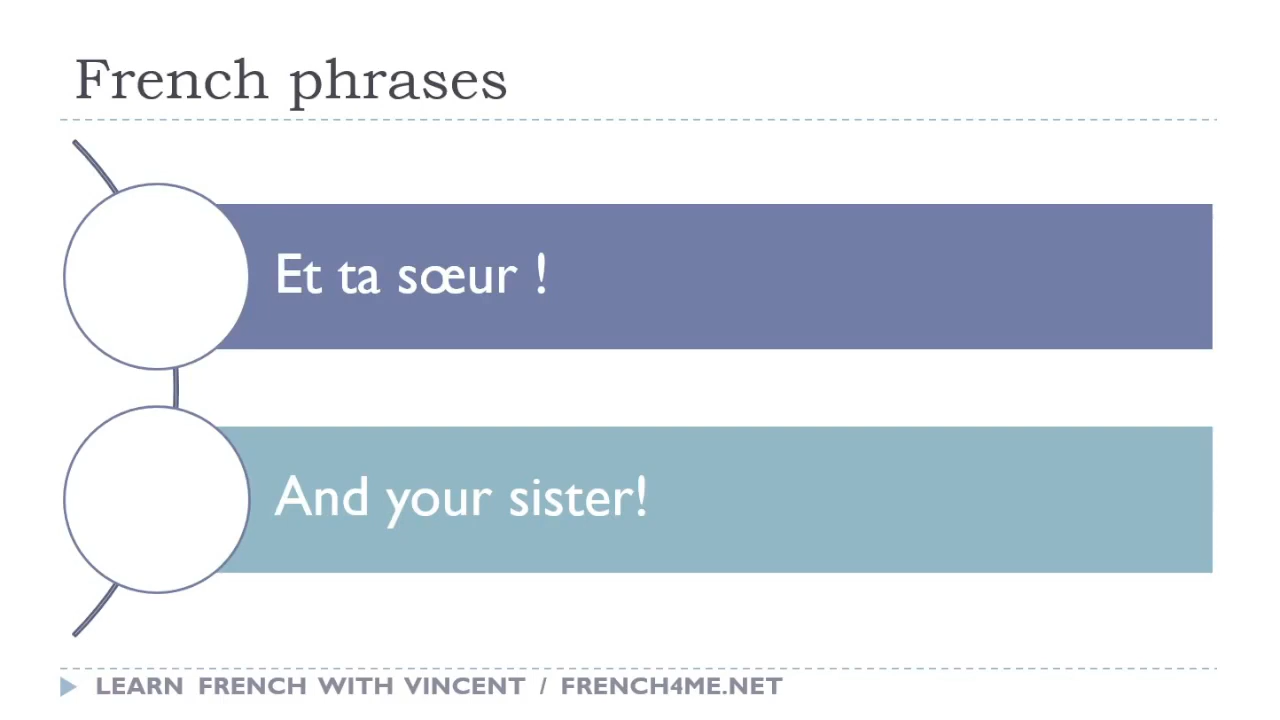 French phrases
Et ta sœur !
And your sister!
LEARN FRENCH WITH VINCENT / FRENCH4ME.NET